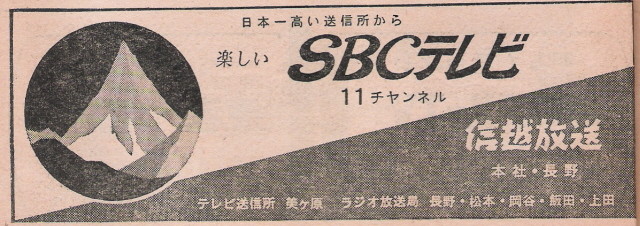 日本一高い送信所から
楽しい SBCテレビ
11チャンネル
信越放送
本社・長野
テレビ送信所 美ヶ原 ラジオ放送局 長野・松本・岡谷・飯田・上田